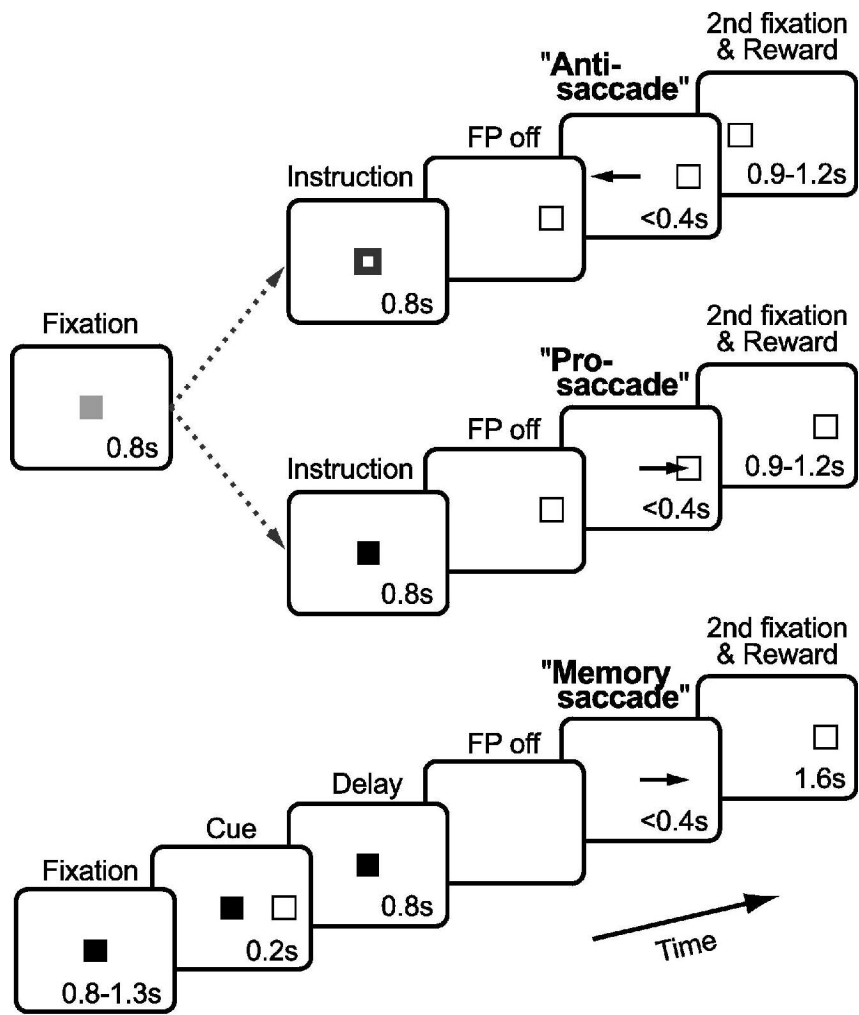 2nd fixation
& Reward
"Anti-
saccade"
FP off
Instruction
0.9-1.2s
<0.4s
0.8s
Fixation
0.8s
2nd fixation
& Reward
"Pro-
saccade"
FP off
Instruction
0.9-1.2s
<0.4s
0.8s
2nd fixation
& Reward
"Memory
saccade"
FP off
Delay
Cue
Fixation
1.6s
<0.4s
0.8s
0.2s
0.8-1.3s
Time